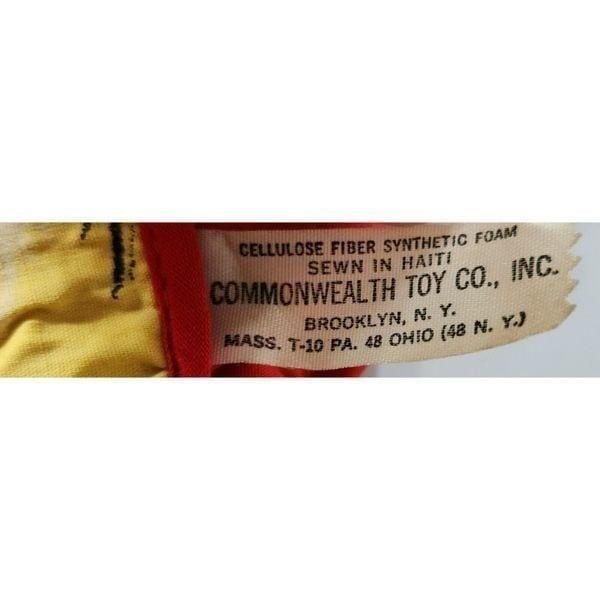 CELLULOSE FIBER SYNTHETIC FOAM
SEWN IN HAITI
COMMONWEALTH TOY CO., INC.
BROOKLYN, N. Y.
MASS. T-10 PA. 48 OHIO (48 N. Y.)